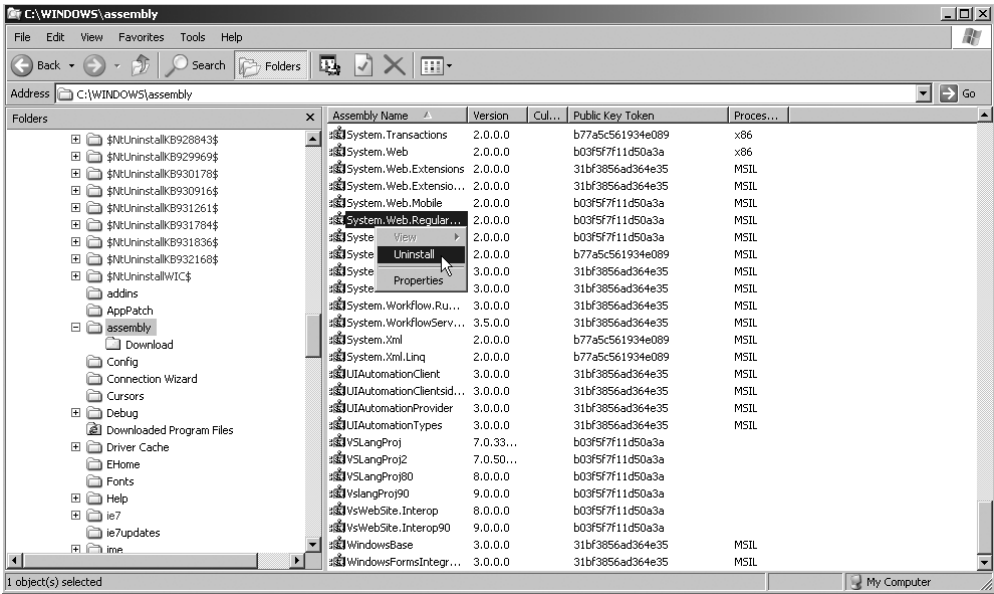 C:\WINDOWS\assembly
File Edit View Favorites Tools Help
Back Search Folders
Address C:\WINDOWS\assembly Go
Folders
$NtUninstallKB928843$
$NtUninstallKB929969$
$NtUninstallKB930178$
$NtUninstallKB930916$
$NtUninstallKB931261$
$NtUninstallKB931784$
$NtUninstallKB931836$
$NtUninstallKB932168$
$NtUninstallWIC$
addins
AppPatch
assembly
Download
Config
Connection Wizard
Cursors
Debug
Downloaded Program Files
Driver Cache
EHome
Fonts
Help
ie7
ie7updates
ime
Assembly Name Version Cul... Public Key Token Proces...
System.Transactions 2.0.0.0 b77a5c561934e089 x86
System.Web 2.0.0.0 b03f5f7f11d50a3a x86
System.Web.Extensions 2.0.0.0 31bf3856ad364e35 MSIL
System.Web.Extensio... 2.0.0.0 31bf3856ad364e35 MSIL
System.Web.Mobile 2.0.0.0 b03f5f7f11d50a3a MSIL
System.Web.Regular... 2.0.0.0 b03f5f7f11d50a3a MSIL
Syste 2.0.0.0 b03f5f7f11d50a3a MSIL
Syste 2.0.0.0 b03f5f7f11d50a3a MSIL
Syste 3.0.0.0 31bf3856ad364e35 MSIL
Syste 3.0.0.0 31bf3856ad364e35 MSIL
System.Workflow.Ru... 3.0.0.0 31bf3856ad364e35 MSIL
System.WorkflowServ... 3.5.0.0 31bf3856ad364e35 MSIL
System.Xml 2.0.0.0 b77a5c561934e089 MSIL
System.Xml.Linq 2.0.0.0 b77a5c561934e089 MSIL
UIAutomationClient 3.0.0.0 31bf3856ad364e35 MSIL
UIAutomationClientsid... 3.0.0.0 31bf3856ad364e35 MSIL
UIAutomationProvider 3.0.0.0 31bf3856ad364e35 MSIL
UIAutomationTypes 3.0.0.0 31bf3856ad364e35 MSIL
VSLangProj 7.0.33... b03f5f7f11d50a3a
VSLangProj2 7.0.50... b03f5f7f11d50a3a
VSLangProj80 8.0.0.0 b03f5f7f11d50a3a
VslangProj90 9.0.0.0 b03f5f7f11d50a3a
VsWebSite.Interop 8.0.0.0 b03f5f7f11d50a3a
VsWebSite.Interop90 9.0.0.0 b03f5f7f11d50a3a
WindowsBase 3.0.0.0 31bf3856ad364e35 MSIL
WindowsFormsIntegr... 3.0.0.0 31bf3856ad364e35 MSIL
View
Uninstall
Properties
1 object(s) selected My Computer